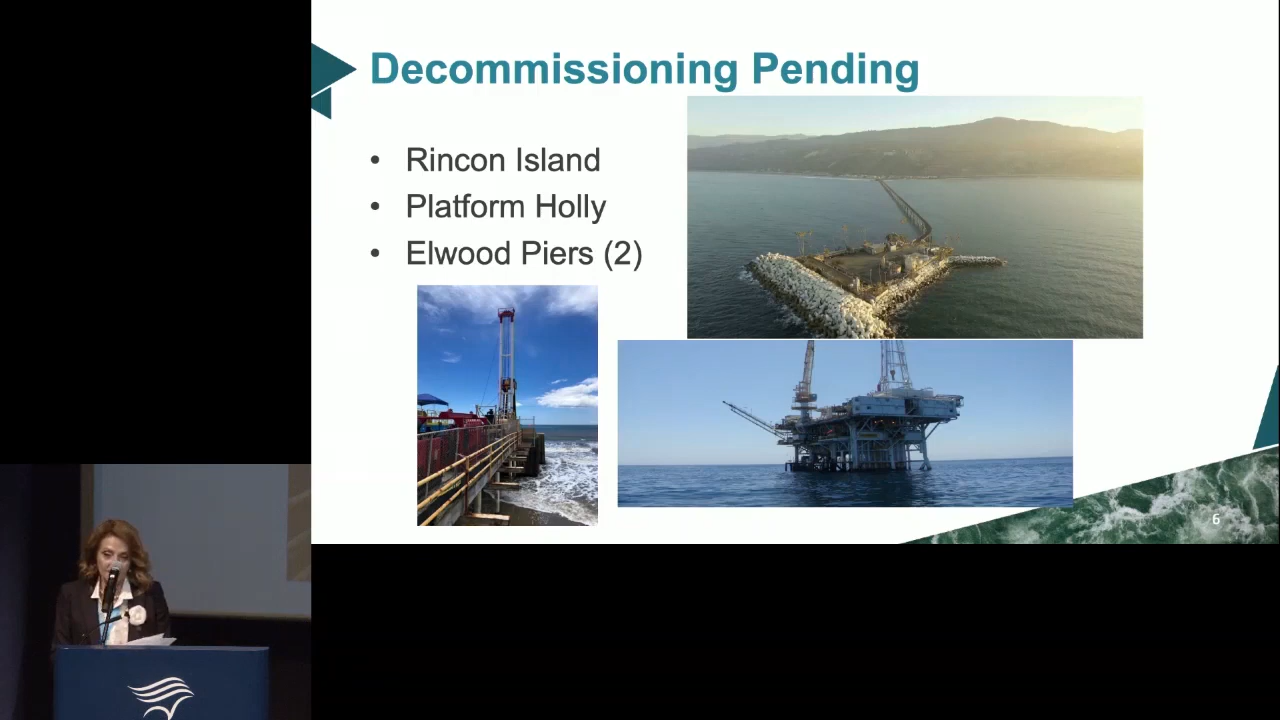 Decommissioning Pending
• Rincon Island
• Platform Holly
• Elwood Piers (2)
6